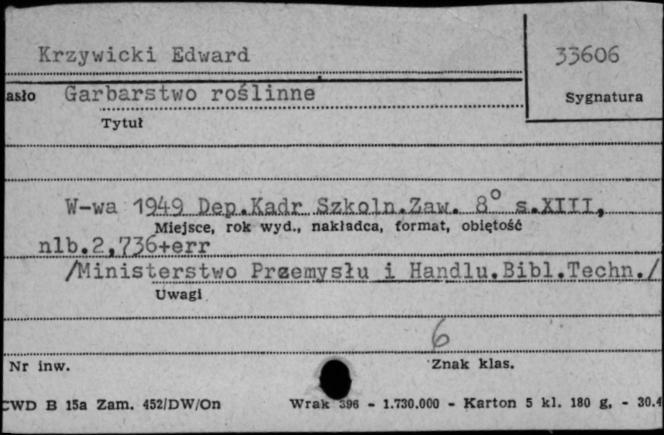 Krzywicki Edward
33606
asło Garbarstwo roślinne
Sygnatura
Tytuł
W-wa 1949 Dep.Kadr Szkoln.Zaw. 8° s.XIII,
Miejsce, rok wyd., nakładca, format, objętość
nlb.2,736+err
/Ministerstwo Przemysłu i Handlu.Bibl.Techn./
Uwagi
6
Nr inw.
Znak klas.
CWD B 15a Zam. 452/DW/On Wrak 396 - 1.730.000 - Karton 5 kl. 180 g. - 30.4